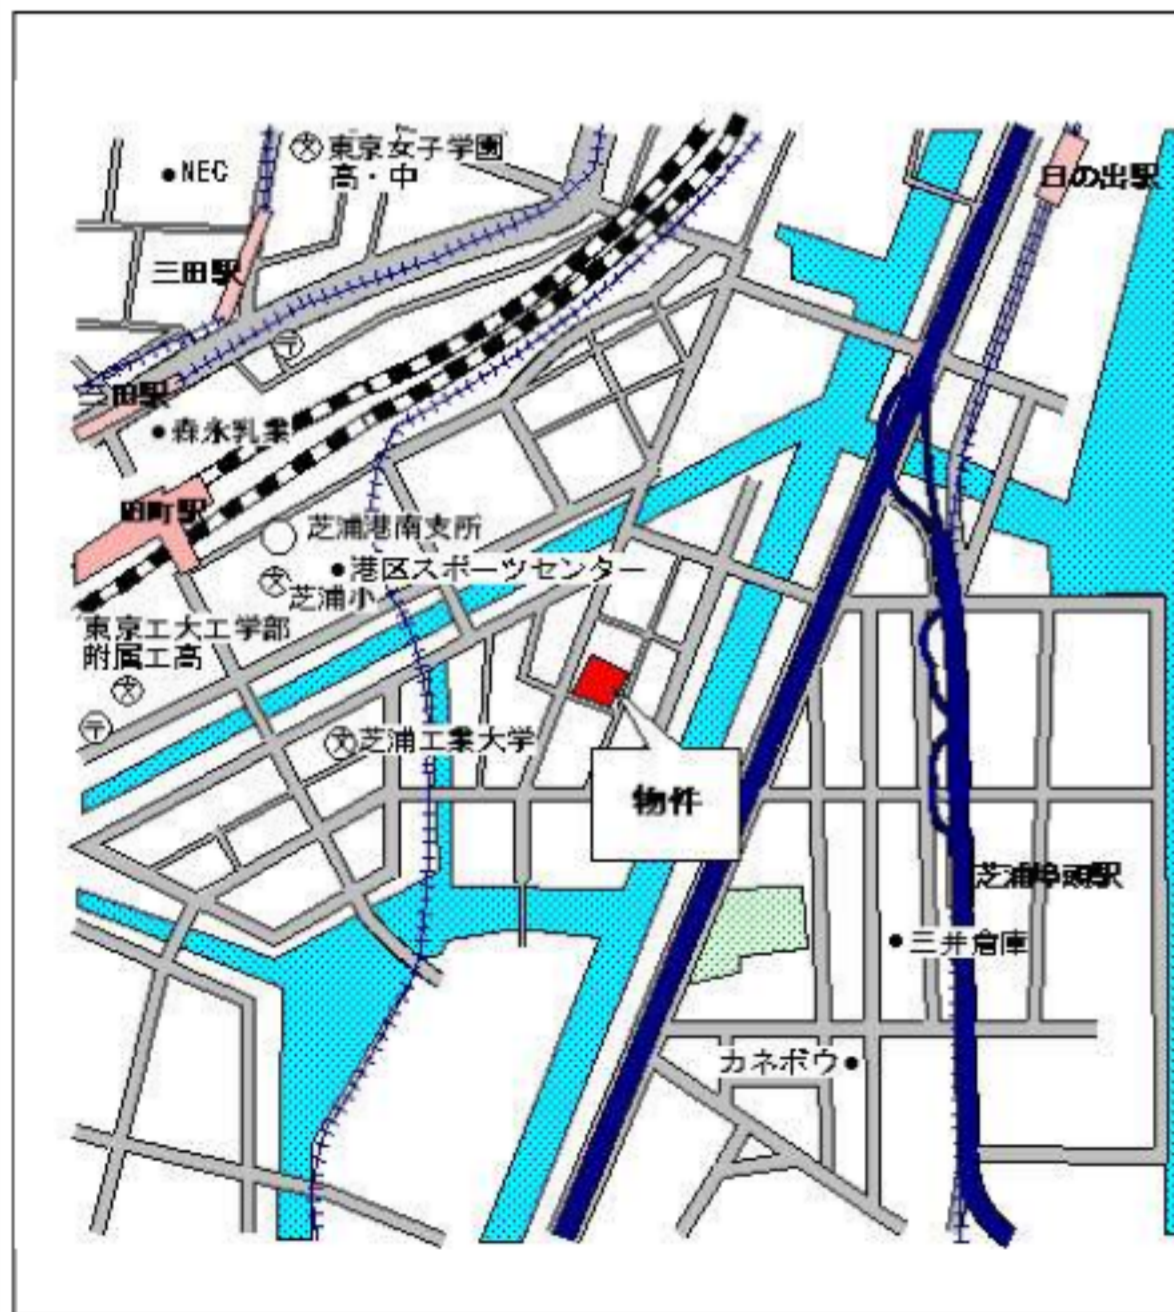 東京女子学園
高・中
NEC
日の出駅
三田駅
三田駅
森永乳業
田町駅
芝浦港南支所
港区スポーツセンター
芝浦小
東京工大工学部
附属工高
芝浦工業大学
物件
芝浦埠頭駅
三井倉庫
カネボウ